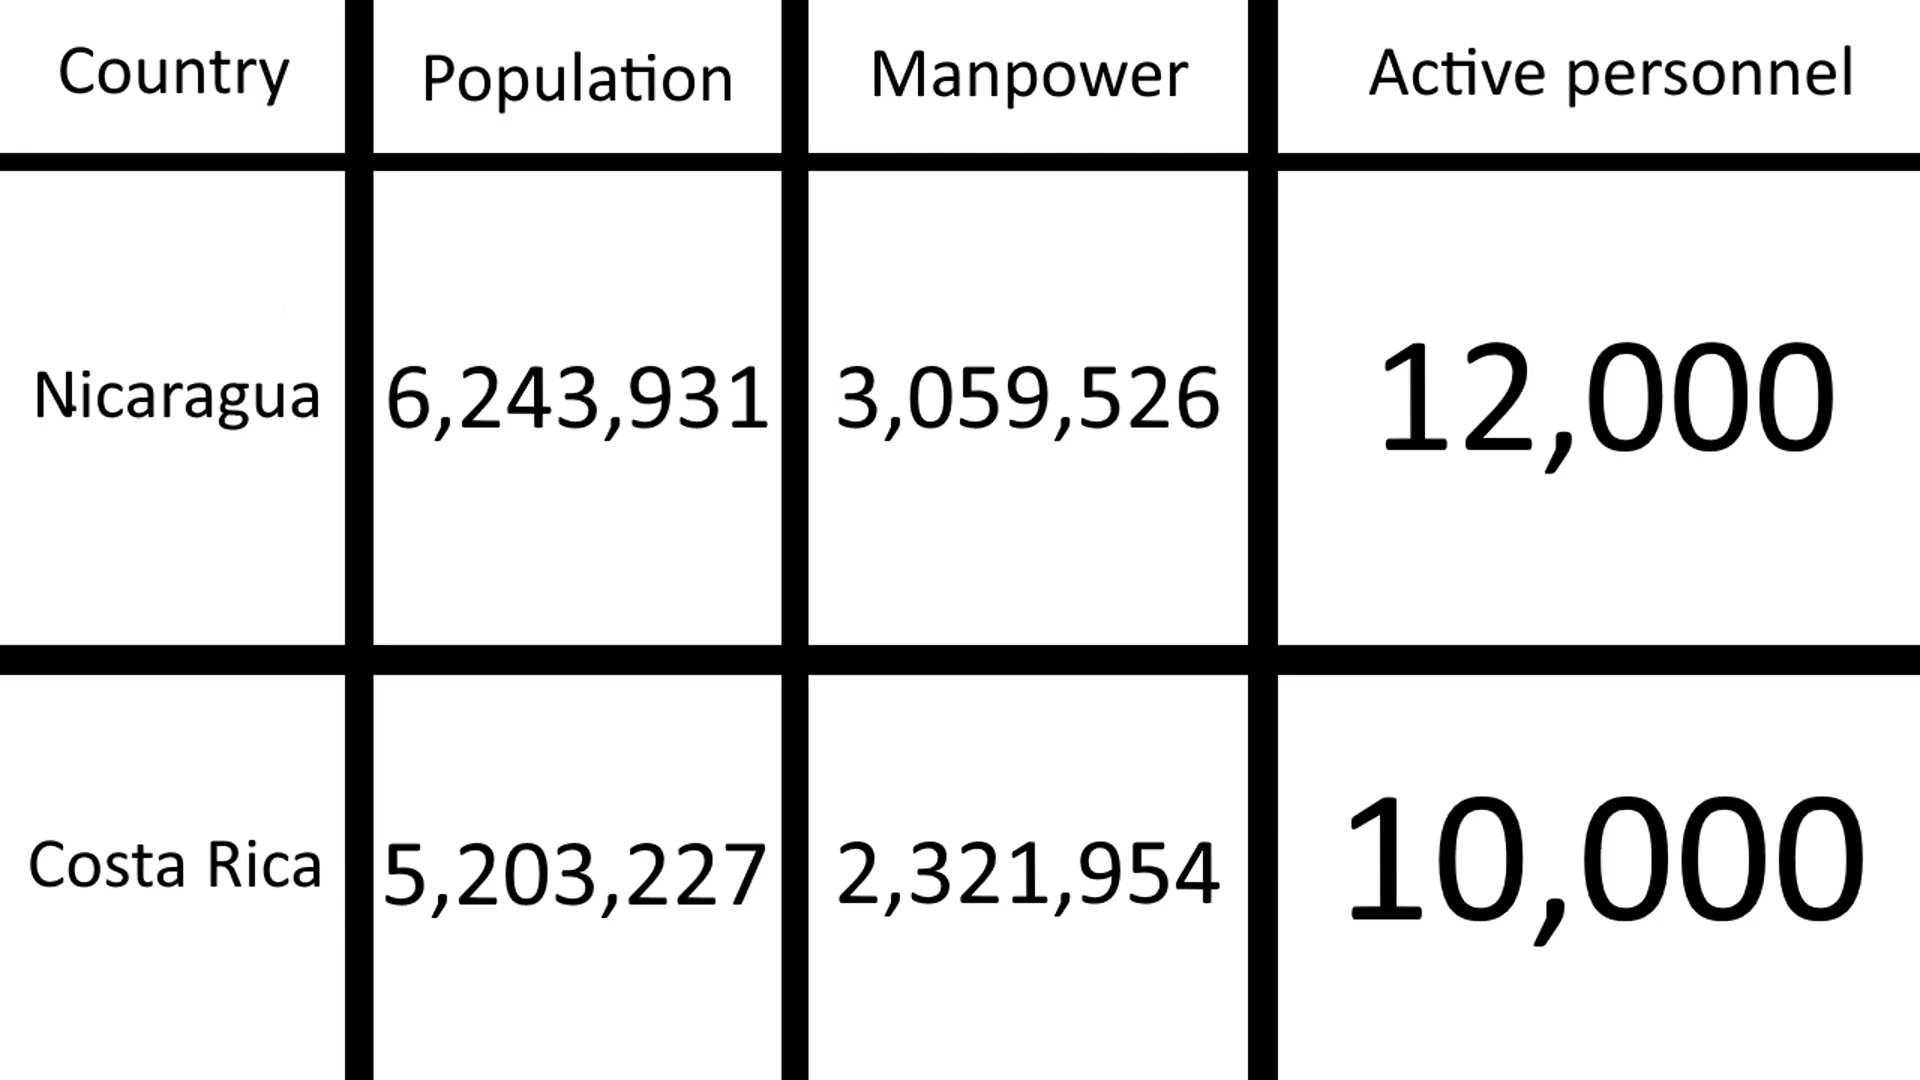 Country Population Manpower Active personnel
Nicaragua 6,243,931 3,059,526 12,000
Costa Rica 5,203,227 2,321,954 10,000